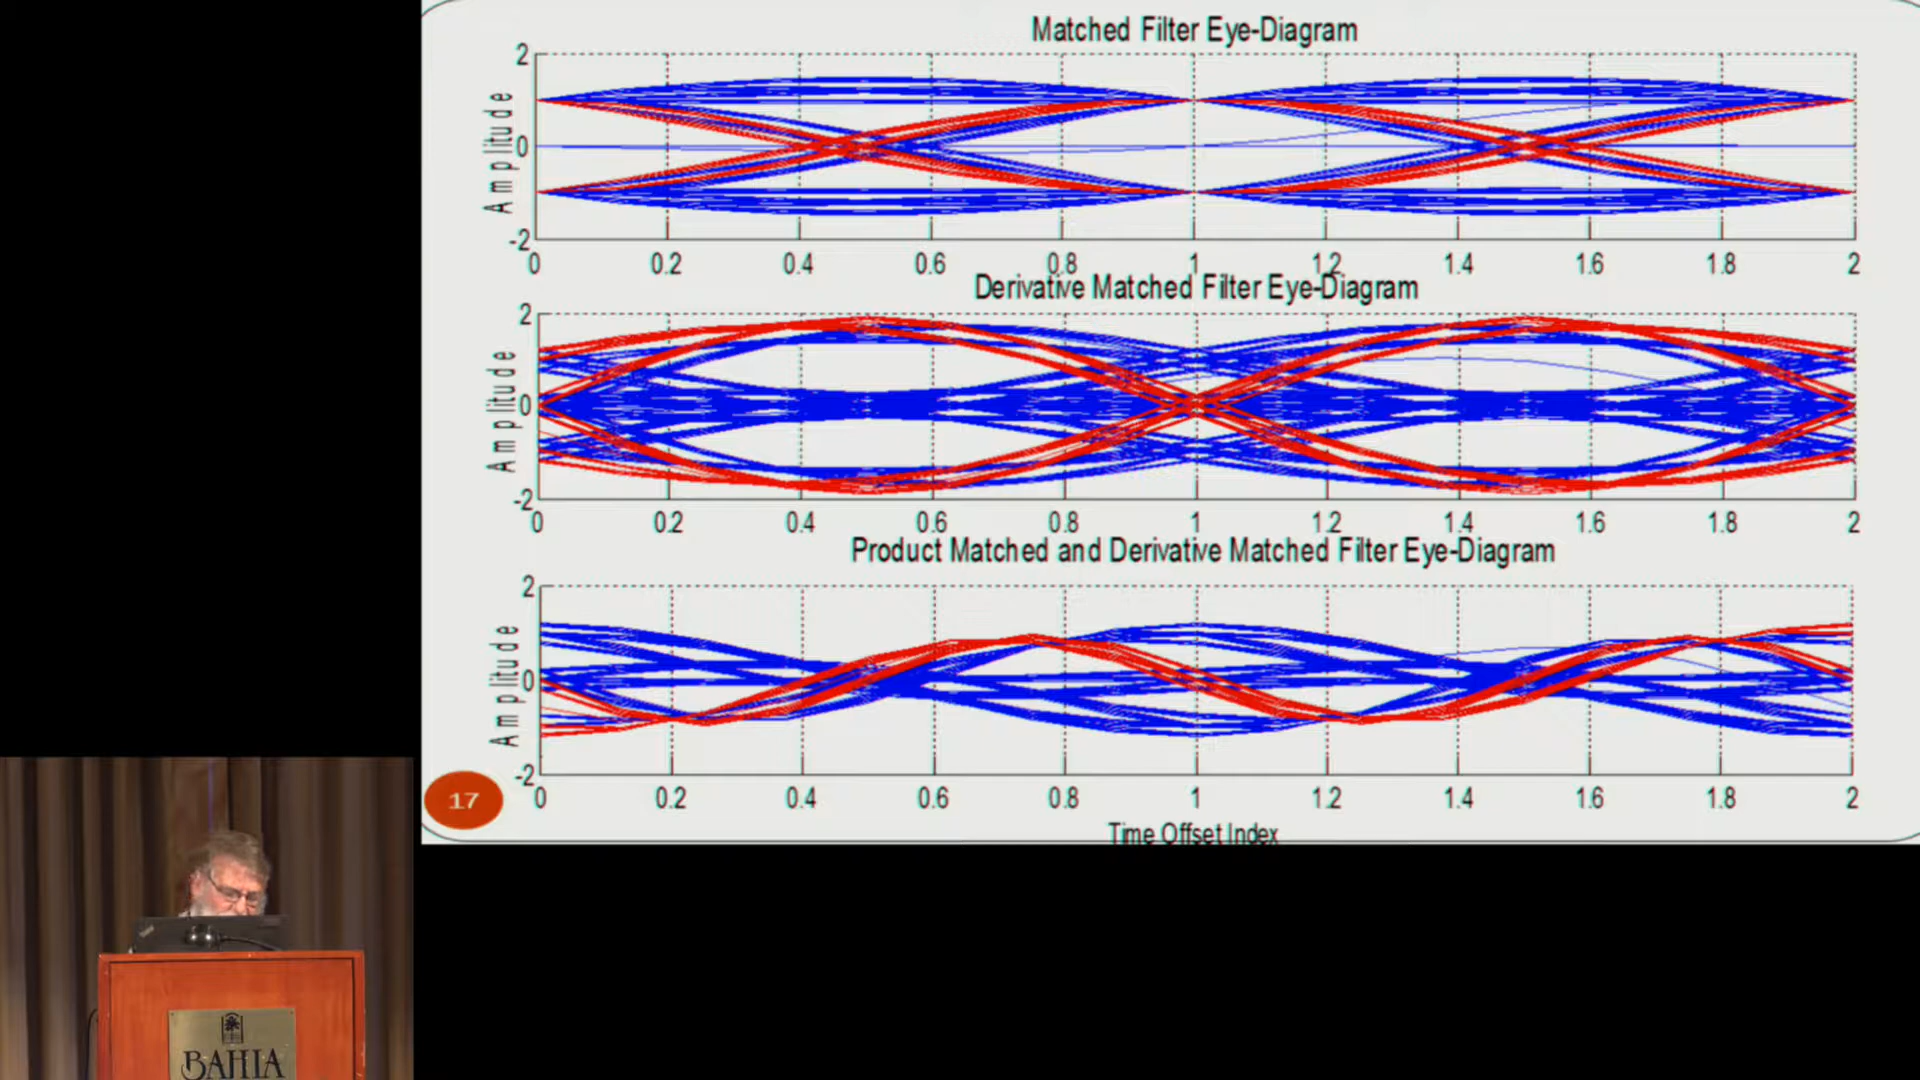 Matched Filter Eye-Diagram
2
0
-2
Amplitude
0 0.2 0.4 0.6 0.8 1 1.2 1.4 1.6 1.8 2
Derivative Matched Filter Eye-Diagram
2
0
-2
Amplitude
0 0.2 0.4 0.6 0.8 1 1.2 1.4 1.6 1.8 2
Product Matched and Derivative Matched Filter Eye-Diagram
2
0
-2
Amplitude
0 0.2 0.4 0.6 0.8 1 1.2 1.4 1.6 1.8 2
Time Offset Index
17
BAHIA